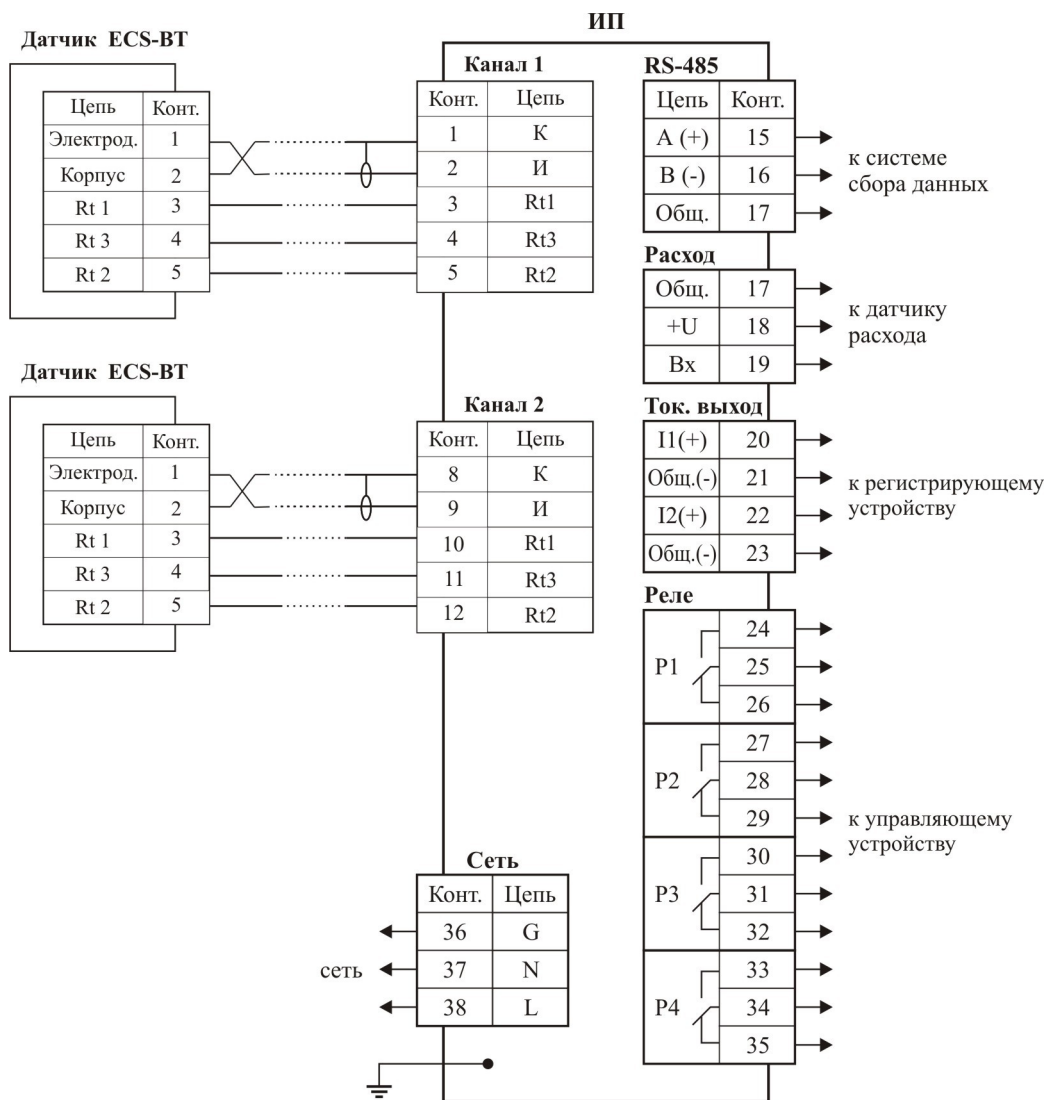 ИП
Датчик ECS-BT
Цепь Конт.
Электрод. 1
Корпус 2
Rt 1 3
Rt 3 4
Rt 2 5
Канал 1
Конт. Цепь
1 К
2 И
3 Rt1
4 Rt3
5 Rt2
Датчик ECS-BT
Цепь Конт.
Электрод. 1
Корпус 2
Rt 1 3
Rt 3 4
Rt 2 5
Канал 2
Конт. Цепь
8 К
9 И
10 Rt1
11 Rt3
12 Rt2
Сеть
Конт. Цепь
36 G
37 N
38 L
сеть
RS-485
Цепь Конт.
A (+) 15
B (-) 16
Общ. 17
к системе
сбора данных
Расход
Общ. 17
+U 18
Вх 19
к датчику
расхода
Ток. выход
I1(+) 20
Общ.(-) 21
I2(+) 22
Общ.(-) 23
к регистрирующему
устройству
Реле
P1
24
25
26
P2
27
28
29
P3
30
31
32
P4
33
34
35
к управляющему
устройству